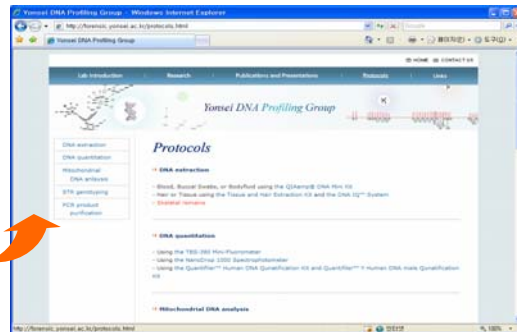 Yonsei DNA Profiling Group - Windows Internet Explorer
http://forensic.yonsei.ac.kr/protocols.html
Yonsei DNA Profiling Group
HOME CONTACT US
Lab Introduction
Research
Publications and Presentations
Protocols
Links
Yonsei DNA Profiling Group
DNA extraction
DNA quantitation
Mitochondrial
DNA analysis
STR genotyping
PCR product
purification
Protocols
DNA extraction
- Blood, Buccal Swabs, or Bodyfluid using the QIAamp® DNA Mini Kit
- Hair or Tissue using the Tissue and Hair Extraction Kit and the DNA IQ™ System
- Skeletal remains
DNA quantitation
- Using the TBS-380 Mini-Fluorometer
- Using the NanoDrop 1000 Spectrophotometer
- Using the Quantifiler™ Human DNA Quantification Kit and Quantifiler™ Y Human DNA male Quantification
Kit
Mitochondrial DNA analysis
http://forensic.yonsei.ac.kr/protocols.html
인터넷
100%